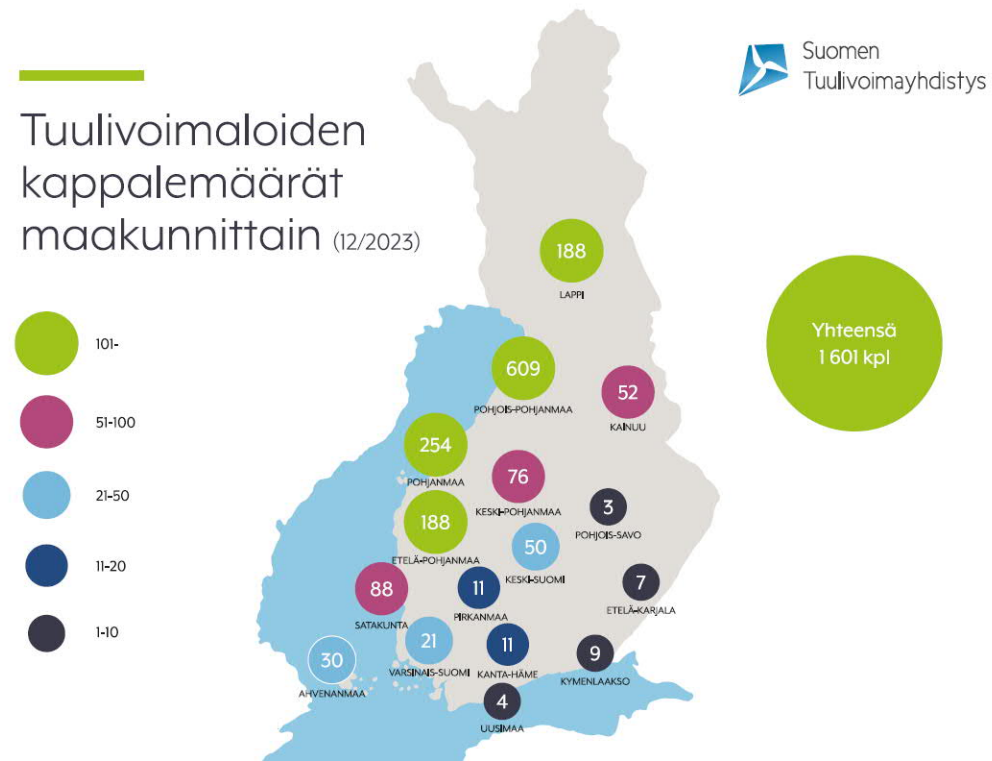 Suomen
Tuulivoimayhdistys
Tuulivoimaloiden
kappalemäärät
maakunnittain (12/2023)
101-
51-100
21-50
11-20
1-10
188
LAPPI
609
POHJOIS-POHJANMAA
52
KAINUU
254
POHJANMAA
76
KESKI-POHJANMAA
3
POHJOIS-SAVO
188
ETELÄ-POHJANMAA
50
KESKI-SUOMI
7
ETELÄ-KARJALA
88
SATAKUNTA
11
PIRKANMAA
30
AHVENANMAA
21
VARSINAIS-SUOMI
11
KANTA-HÄME
9
KYMENLAAKSO
4
UUSIMAA
Yhteensä
1 601 kpl